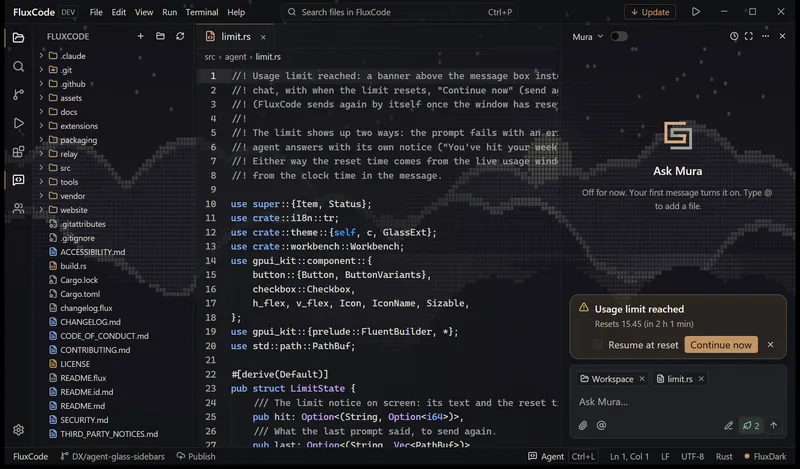 FluxCode DEV File Edit View Run Terminal Help Search files in FluxCode Ctrl+P Update
FLUXCODE
.claude
.git
.github
assets
docs
extensions
packaging
relay
src
tools
vendor
website
.gitattributes
.gitignore
ACCESSIBILITY.md
build.rs
Cargo.lock
Cargo.toml
changelog.flux
CHANGELOG.md
CODE_OF_CONDUCT.md
CONTRIBUTING.md
LICENSE
README.flux
README.id.md
README.md
SECURITY.md
THIRD_PARTY_NOTICES.md
limit.rs
src › agent › limit.rs
1 //! Usage limit reached: a banner above the message box inst
2 //! chat, with when the limit resets, "Continue now" (send a
3 //! (FluxCode sends again by itself once the window has rese
4 //!
5 //! The limit shows up two ways: the prompt fails with an er
6 //! agent answers with its own notice ("You've hit your week
7 //! Either way the reset time comes from the live usage wind
8 //! from the clock time in the message.
9
10 use super::{Item, Status};
11 use crate::i18n::tr;
12 use crate::theme::{self, c, GlassExt};
13 use crate::workbench::Workbench;
14 use gpui_kit::component::{
15 button::{Button, ButtonVariants},
16 checkbox::Checkbox,
17 h_flex, v_flex, Icon, IconName, Sizable,
18 };
19 use gpui_kit::{prelude::FluentBuilder, *};
20 use std::path::PathBuf;
21
22 #[derive(Default)]
23 pub struct LimitState {
24 /// The limit notice on screen: its text and the reset ti
25 pub hit: Option<(String, Option<i64>)>,
26 /// What the last prompt said, to send again.
27 pub last: Option<(String, Vec<PathBuf>)>
Mura
Ask Mura
Off for now. Your first message turns it on. Type @
to add a file.
Usage limit reached
Resets 15.45 (in 2 h 1 min)
Resume at reset Continue now
Workspace limit.rs
Ask Mura...
2
FluxCode DX/agent-glass-sidebars Publish Agent Ctrl+L Ln 1, Col 1 LF UTF-8 Rust FluxDark